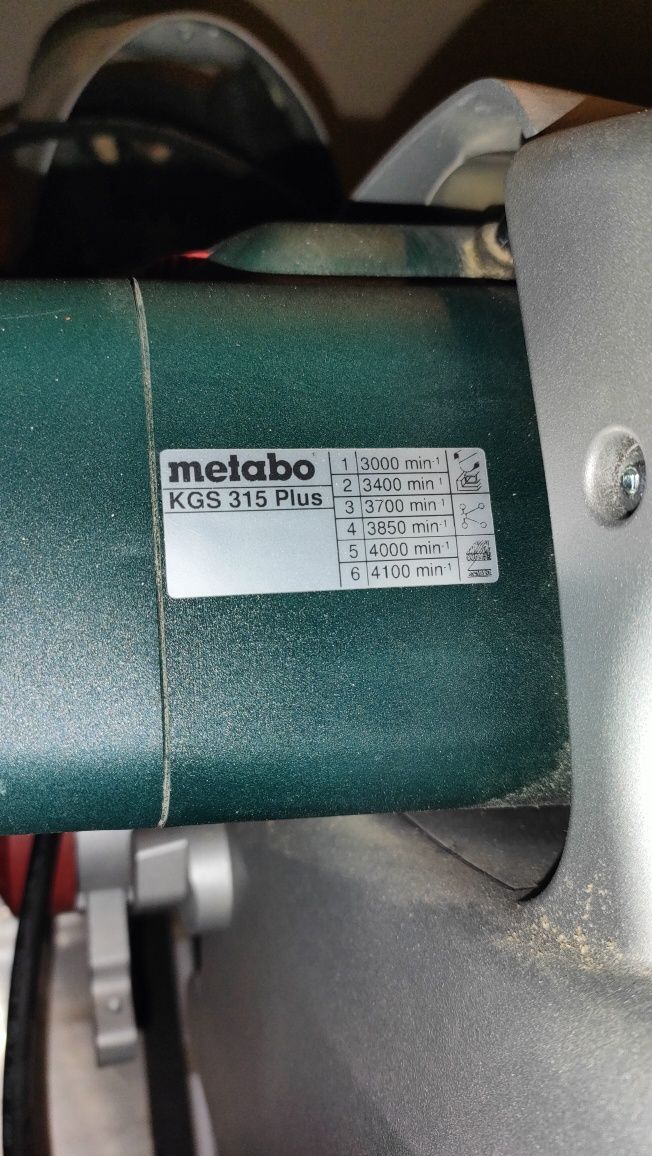 metabo
KGS 315 Plus
1 3000 min-1
2 3400 min-1
3 3700 min-1
4 3850 min-1
5 4000 min-1
6 4100 min-1